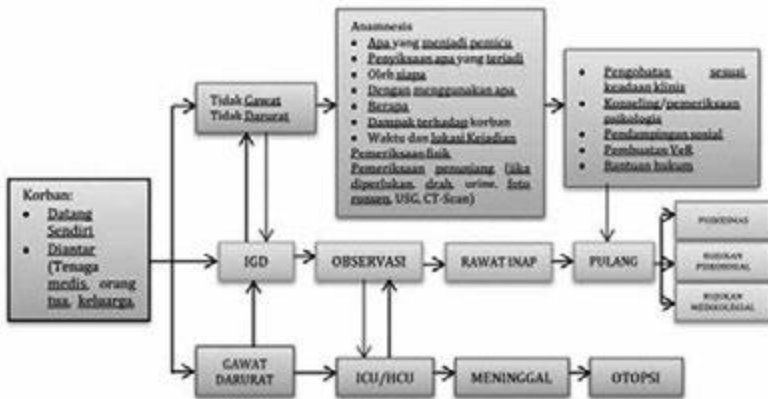 Korban:
Datang
Sendiri
Diantar
(Tenaga
medis, orang
tua, keluarga,
Tidak Gawat
Tidak Darurat
Anamnesis
Apa yang menjadi pemicu
Penyiksaan apa yang terjadi
Oleh siapa
Dengan menggunakan apa
Berapa
Dampak terhadap korban
Waktu dan lokasi Kejadian
Pemeriksaan fisik
Pemeriksaan penunjang (jika
diperlukan, drah, urine, foto
ronsen, USG, CT-Scan)
Pengobatan sesuai
keadaan klinis
Konseling/pemeriksaan
psikologis
Pendampingan sosial
Pembuatan VeR
Bantuan hukum
IGD
OBSERVASI
RAWAT INAP
PULANG
RUJUKAN
PSIKOSOSIAL
RUJUKAN
MEDIKOLEGAL
GAWAT
DARURAT
ICU/HCU
MENINGGAL
OTOPSI